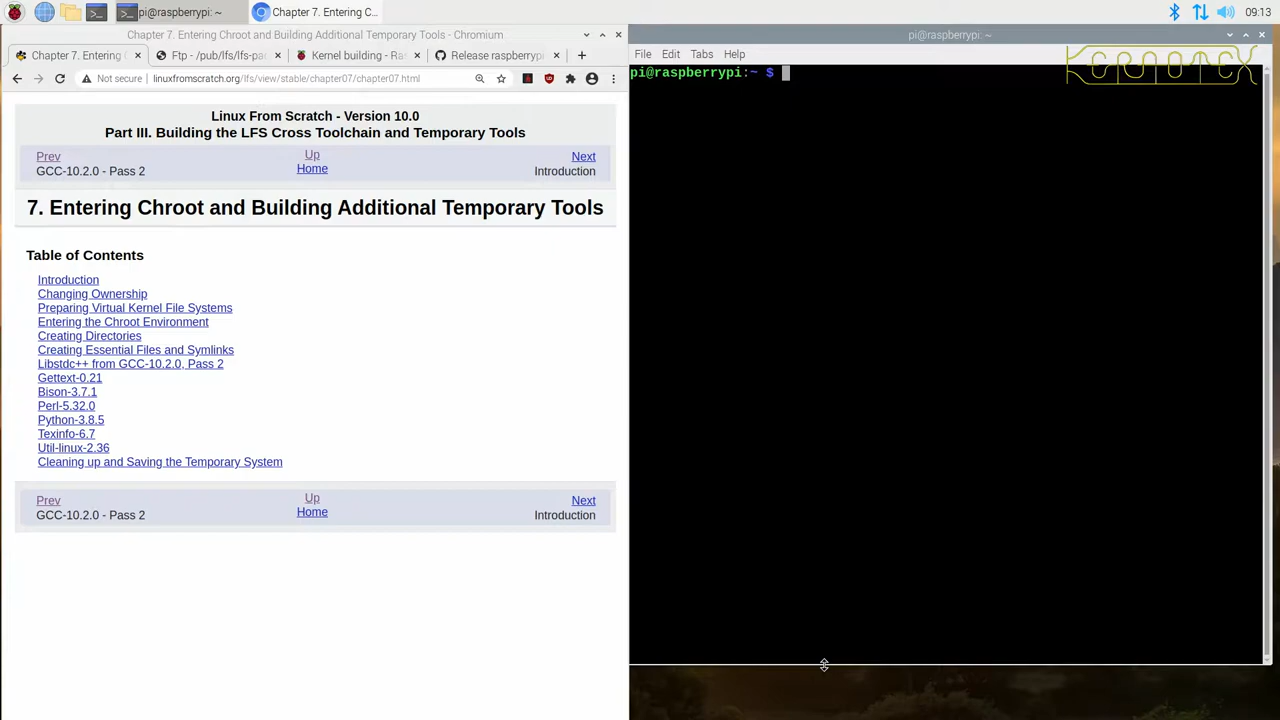 pi@raspberrypi: ~
Chapter 7. Entering C...
09:13
Chapter 7. Entering Chroot and Building Additional Temporary Tools - Chromium
Chapter 7. Entering
Ftp - /pub/lfs/lfs-pa
Kernel building - Ras
Release raspberrypi
Not secure
linuxfromscratch.org/lfs/view/stable/chapter07/chapter07.html
Linux From Scratch - Version 10.0
Part III. Building the LFS Cross Toolchain and Temporary Tools
Prev
Up
Next
GCC-10.2.0 - Pass 2
Home
Introduction
7. Entering Chroot and Building Additional Temporary Tools
Table of Contents
Introduction
Changing Ownership
Preparing Virtual Kernel File Systems
Entering the Chroot Environment
Creating Directories
Creating Essential Files and Symlinks
Libstdc++ from GCC-10.2.0, Pass 2
Gettext-0.21
Bison-3.7.1
Perl-5.32.0
Python-3.8.5
Texinfo-6.7
Util-linux-2.36
Cleaning up and Saving the Temporary System
Prev
Up
Next
GCC-10.2.0 - Pass 2
Home
Introduction
pi@raspberrypi: ~
File Edit Tabs Help
pi@raspberrypi:~ $
KERNOTEX